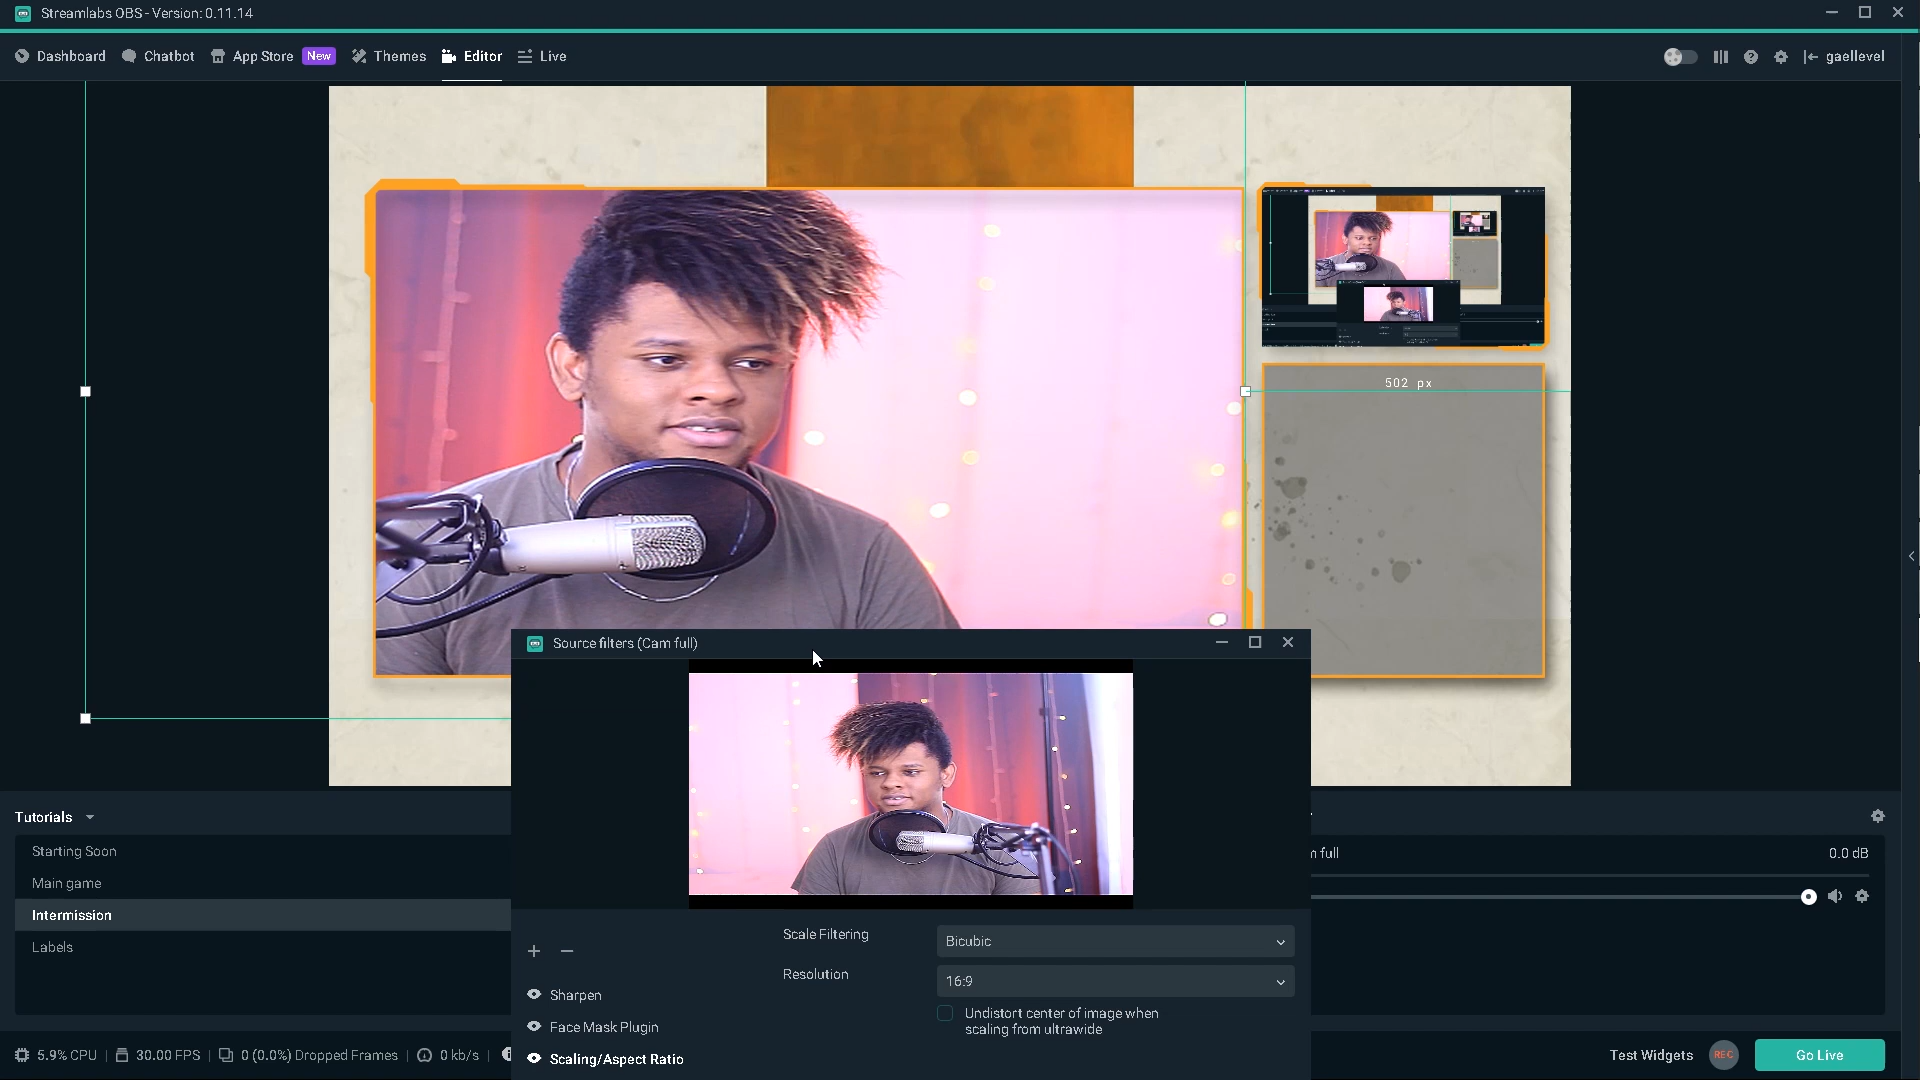 Streamlabs OBS - Version: 0.11.14
Dashboard Chatbot App Store New Themes Editor Live gaellevel
502 px
Source filters (Cam full)
Tutorials
Starting Soon
Main game
Intermission
Labels
full 0.0 dB
Scale Filtering Bicubic
Resolution 16:9
Undistort center of image when
scaling from ultrawide
Sharpen
Face Mask Plugin
Scaling/Aspect Ratio
5.9% CPU 30.00 FPS 0 (0.0%) Dropped Frames 0 kb/s Test Widgets REC Go Live